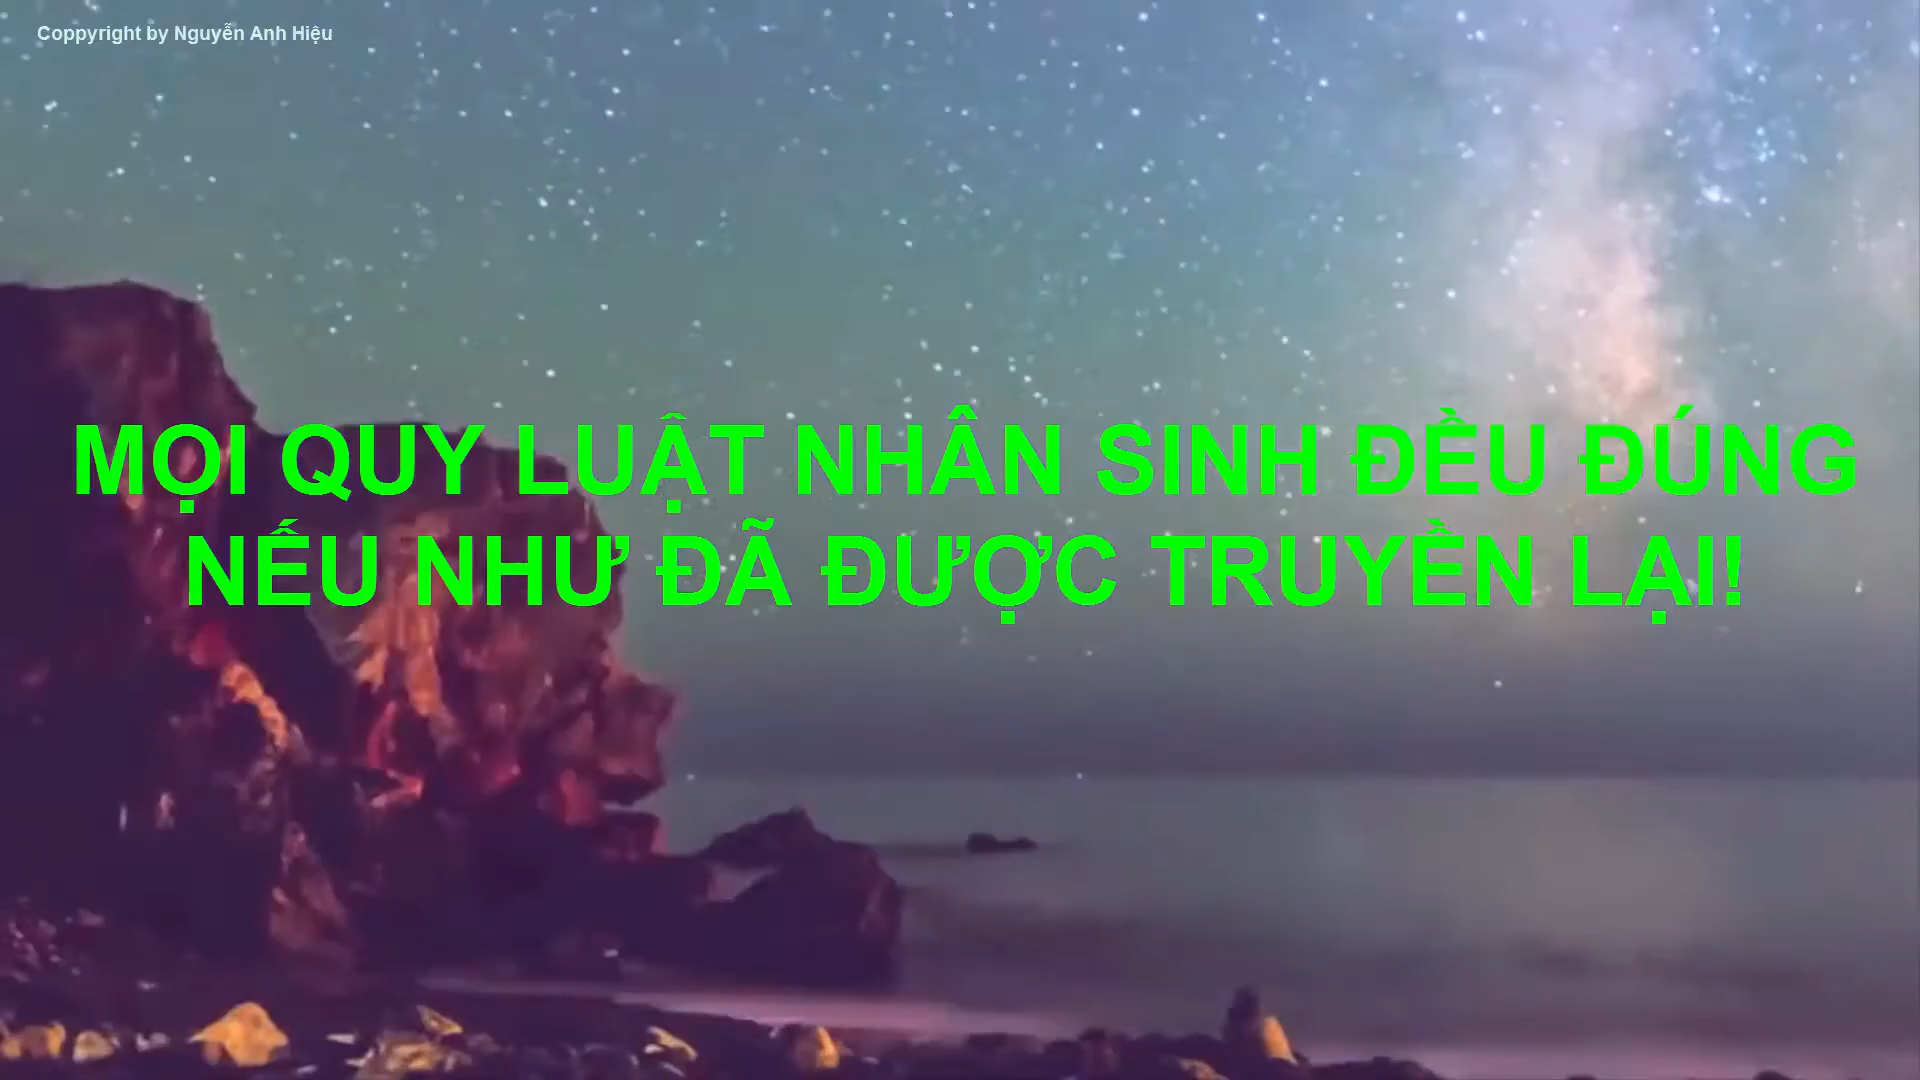 Coppyright by Nguyễn Anh Hiệu
MỌI QUY LUẬT NHÂN SINH ĐỀU ĐÚNG
NẾU NHƯ ĐÃ ĐƯỢC TRUYỀN LẠI!